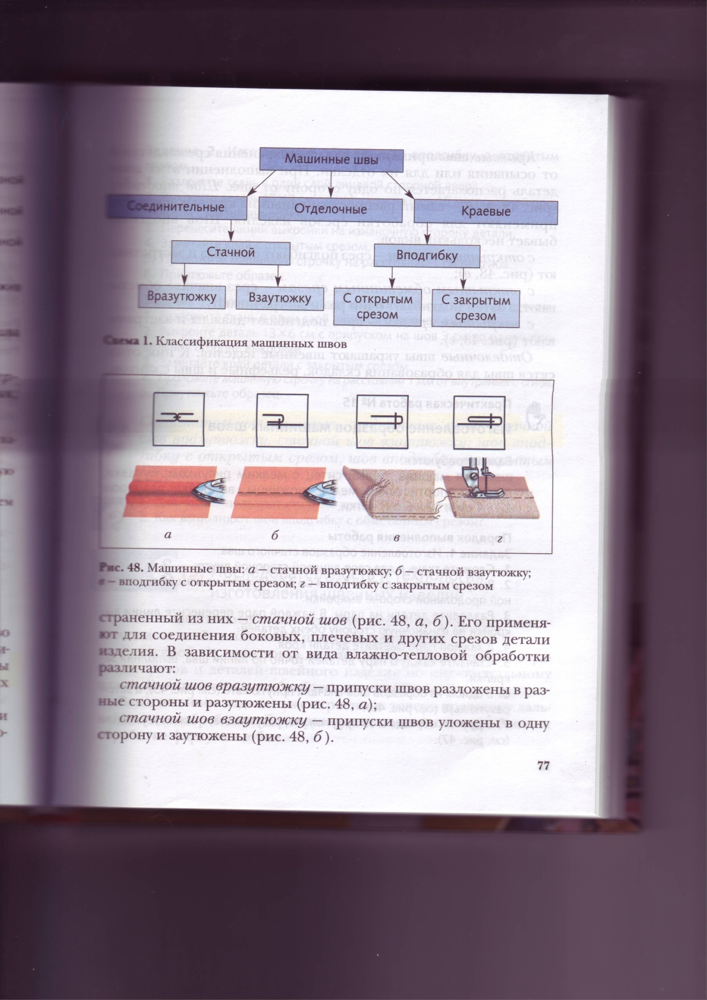 Машинные швы
Соединительные Отделочные Краевые
Стачной Вподгибку
Вразутюжку Взаутюжку С открытым срезом С закрытым срезом
Схема 1. Классификация машинных швов
а б в г
Рис. 48. Машинные швы: а — стачной вразутюжку; б — стачной взаутюжку;
в — вподгибку с открытым срезом; г — вподгибку с закрытым срезом
страненный из них — стачной шов (рис. 48, а, б ). Его применя-
ют для соединения боковых, плечевых и других срезов детали
изделия. В зависимости от вида влажно-тепловой обработки
различают:
стачной шов вразутюжку — припуски швов разложены в раз-
ные стороны и разутюжены (рис. 48, а);
стачной шов взаутюжку — припуски швов уложены в одну
сторону и заутюжены (рис. 48, б ).
77